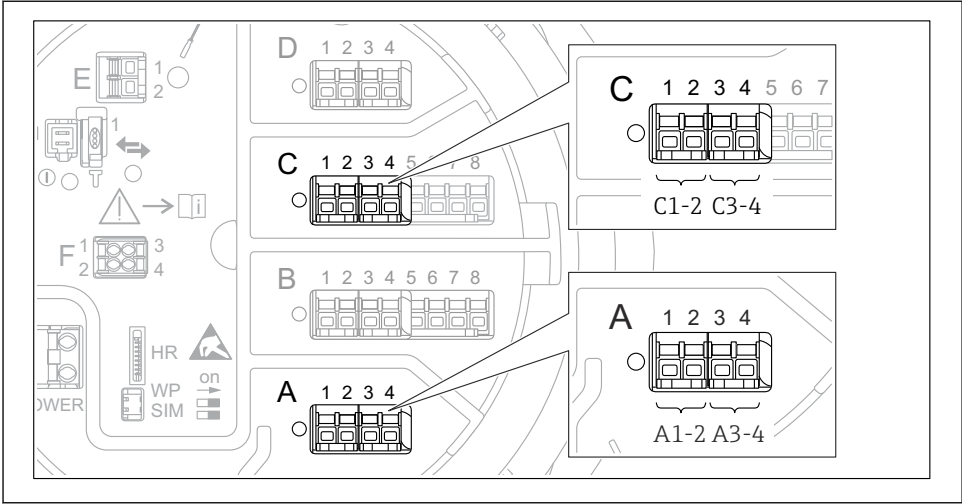 D 1 2 3 4
E 1
2
1
C 1 2 3 4 5 6 7 8
i
F 1 3
2 4
B 1 2 3 4 5 6 7 8
HR
WP on
SIM
OWER
A 1 2 3 4
C 1 2 3 4 5 6 7
C1-2 C3-4
A 1 2 3 4
A1-2 A3-4